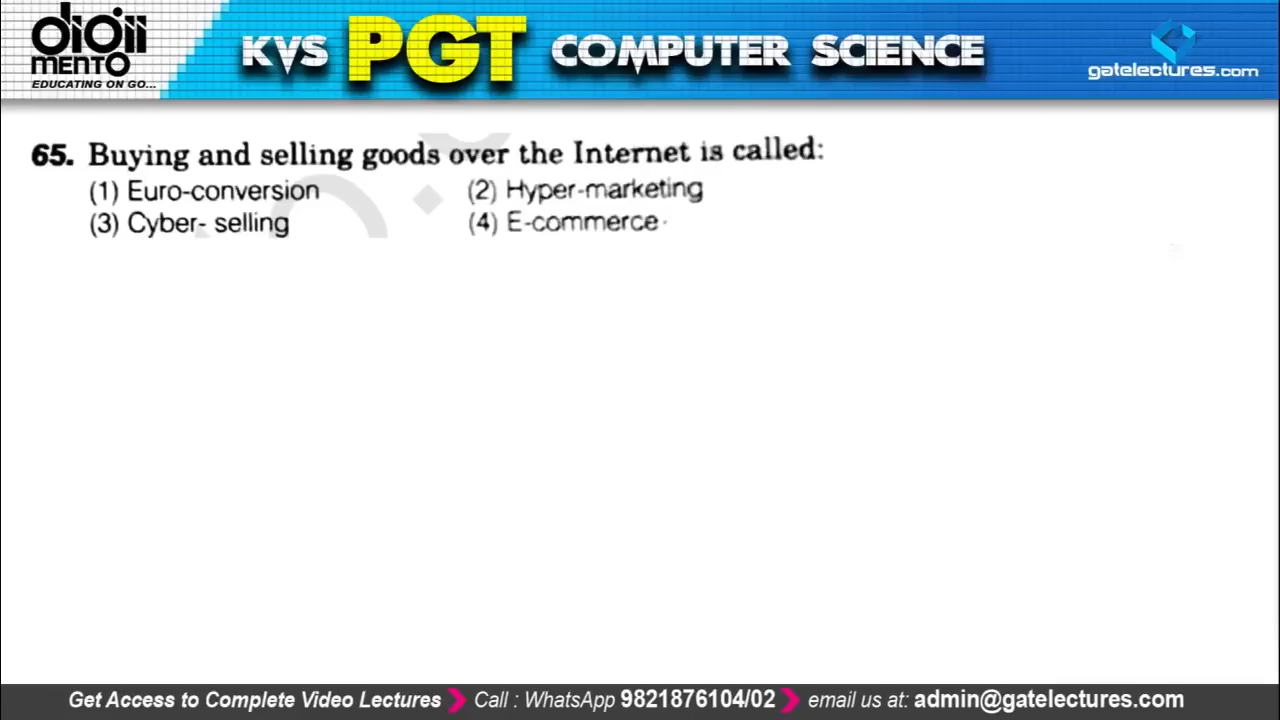 digii
MENTO
EDUCATING ON GO...
KVS PGT COMPUTER SCIENCE
gatelectures.com
65. Buying and selling goods over the Internet is called:
(1) Euro-conversion (2) Hyper-marketing
(3) Cyber- selling (4) E-commerce
Get Access to Complete Video Lectures Call : WhatsApp 9821876104/02 email us at: admin@gatelectures.com